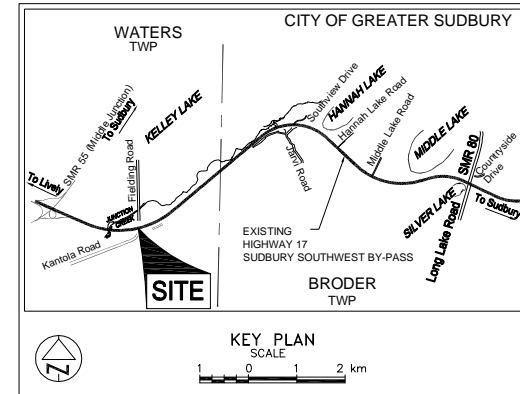 CITY OF GREATER SUDBURY
WATERS
TWP
To Lively
SMR 55 (Middle Junction)
To Sudbury
Fielding Road
KELLEY LAKE
JUNCTION
CREEK
Kantola Road
SITE
Southview Drive
HANNAH LAKE
Hannah Lake Road
Middle Lake Road
Jarvi Road
MIDDLE LAKE
SMR 80
Countryside
Drive
SILVER LAKE
Long Lake Road
To Sudbury
EXISTING
HIGHWAY 17
SUDBURY SOUTHWEST BY-PASS
BRODER
TWP
N
KEY PLAN
SCALE
1 0 1 2 km